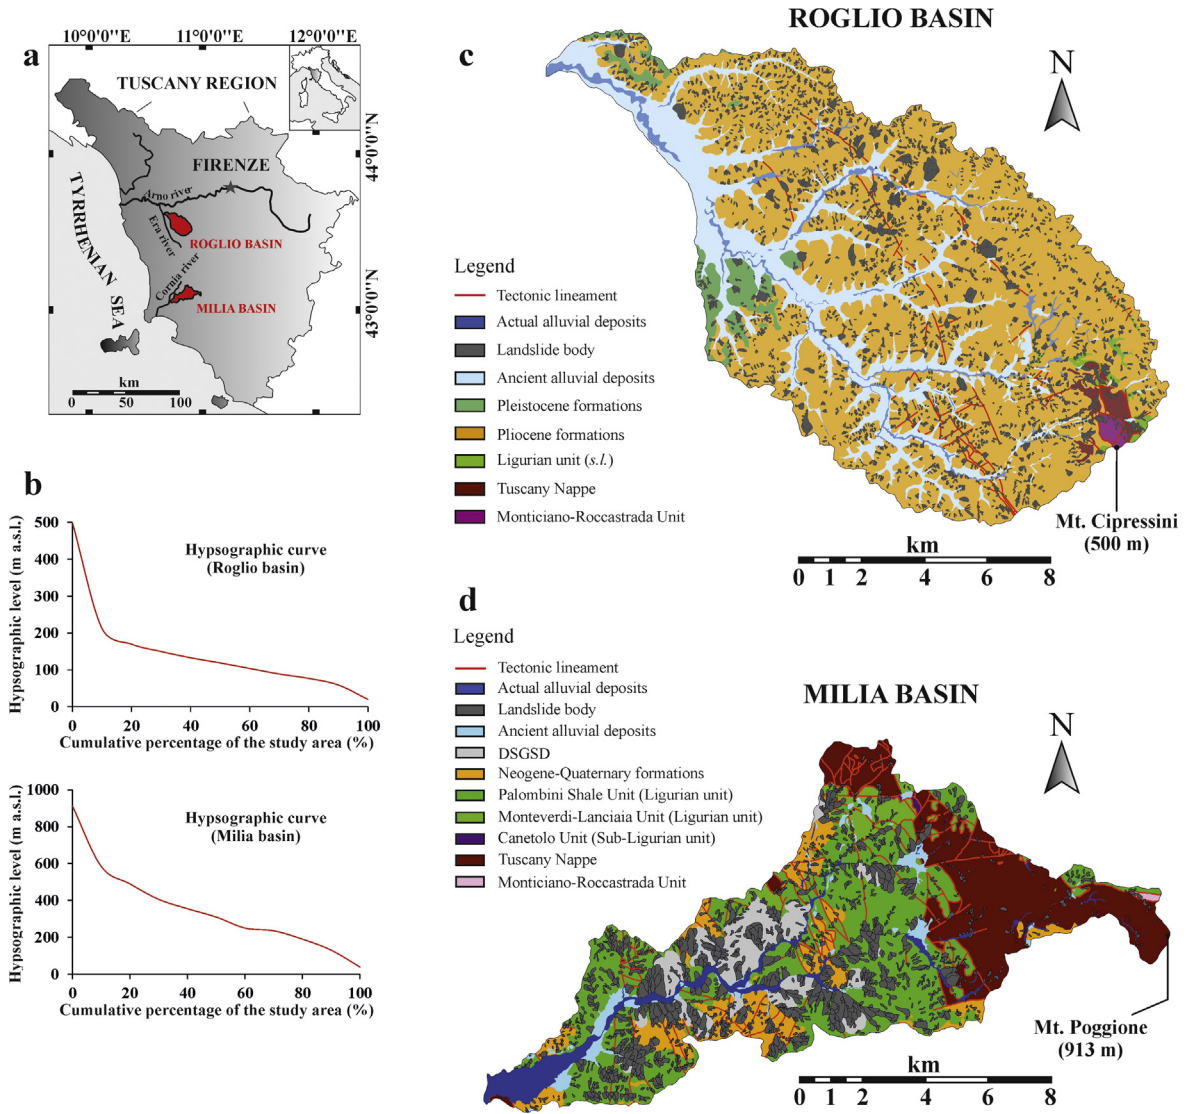 a
10°0'0''E
11°0'0''E
12°0'0''E
TUSCANY REGION
FIRENZE
Arno river
Era river
ROGLIO BASIN
Cornia river
MILIA BASIN
TYRRHENIAN SEA
44°0'0''N
43°0'0''N
km
0 50 100
b
Hypsographic curve
(Roglio basin)
Hypsographic level (m a.s.l.)
500
400
300
200
100
0
0 20 40 60 80 100
Cumulative percentage of the study area (%)
Hypsographic curve
(Milia basin)
Hypsographic level (m a.s.l.)
1000
800
600
400
200
0
0 20 40 60 80 100
Cumulative percentage of the study area (%)
ROGLIO BASIN
c
N
Legend
Tectonic lineament
Actual alluvial deposits
Landslide body
Ancient alluvial deposits
Pleistocene formations
Pliocene formations
Ligurian unit (s.l.)
Tuscany Nappe
Monticiano-Roccastrada Unit
Mt. Cipressini
(500 m)
km
0 1 2 4 6 8
d
MILIA BASIN
N
Legend
Tectonic lineament
Actual alluvial deposits
Landslide body
Ancient alluvial deposits
DSGSD
Neogene-Quaternary formations
Palombini Shale Unit (Ligurian unit)
Monteverdi-Lanciaia Unit (Ligurian unit)
Canetolo Unit (Sub-Ligurian unit)
Tuscany Nappe
Monticiano-Roccastrada Unit
Mt. Poggione
(913 m)
km
0 1 2 4 6 8